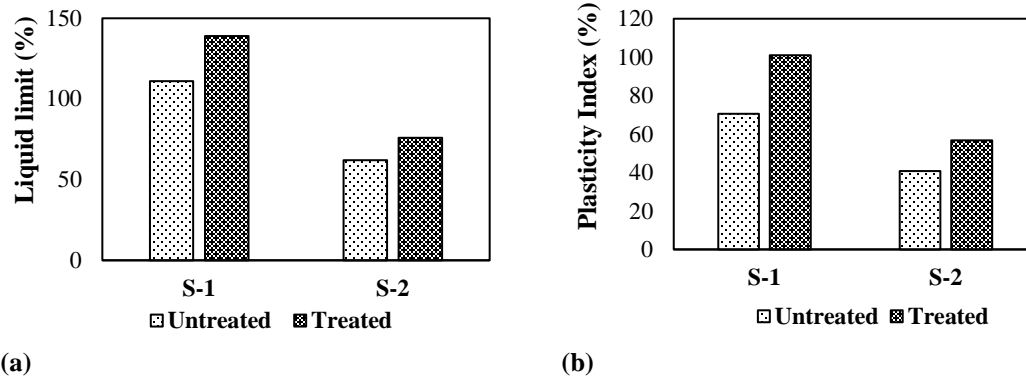 Liquid limit (%)
150
100
50
0
S-1 S-2
Untreated Treated
(a)
Plasticity Index (%)
120
100
80
60
40
20
0
S-1 S-2
Untreated Treated
(b)